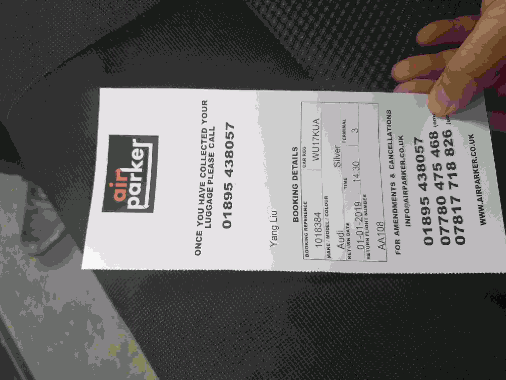 air
parker
ONCE YOU HAVE COLLECTED YOUR
LUGGAGE PLEASE CALL
01895 438057
Yang Liu
BOOKING DETAILS
BOOKING REFERENCE CAR REG
1018384 WU17KUA
MAKE / MODEL / COLOUR
Audi Silver
RETURN DATE TIME TERMINAL
01-01-2019 14:30 3
RETURN FLIGHT NUMBER
AA108
FOR AMENDMENTS & CANCELLATIONS
INFO@AIRPARKER.CO.UK
01895 438057
07780 475 468
07817 718 826
WWW.AIRPARKER.CO.UK